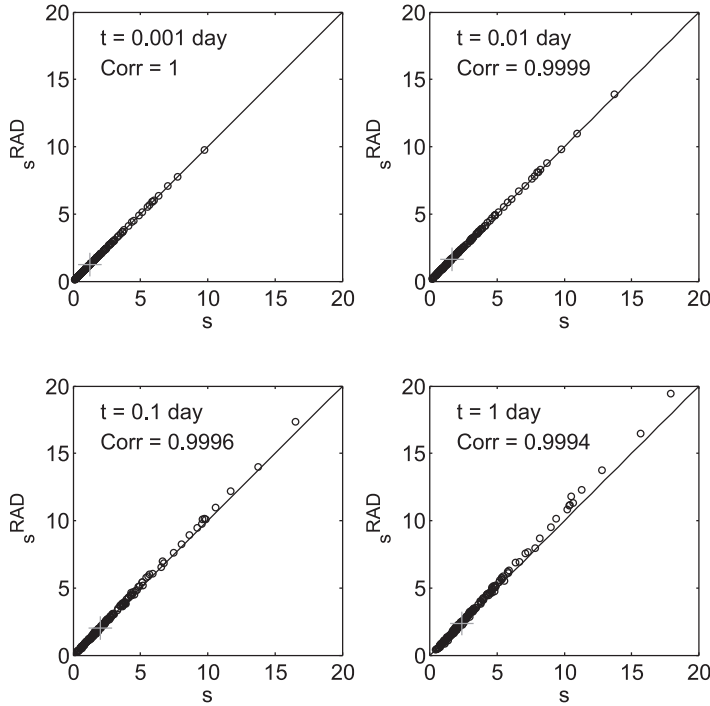 t = 0.001 day
Corr = 1
20
15
10
5
0
s^RAD
0 5 10 15 20
s
t = 0.01 day
Corr = 0.9999
20
15
10
5
0
s^RAD
0 5 10 15 20
s
t = 0.1 day
Corr = 0.9996
20
15
10
5
0
s^RAD
0 5 10 15 20
s
t = 1 day
Corr = 0.9994
20
15
10
5
0
s^RAD
0 5 10 15 20
s